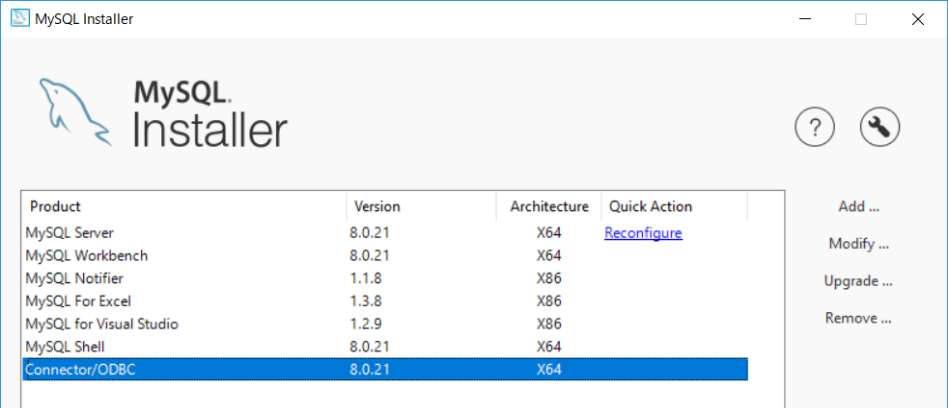 MySQL Installer
MySQL.
Installer
?
Product Version Architecture Quick Action
MySQL Server 8.0.21 X64 Reconfigure
MySQL Workbench 8.0.21 X64
MySQL Notifier 1.1.8 X86
MySQL For Excel 1.3.8 X86
MySQL for Visual Studio 1.2.9 X86
MySQL Shell 8.0.21 X64
Connector/ODBC 8.0.21 X64
Add ...
Modify ...
Upgrade ...
Remove ...